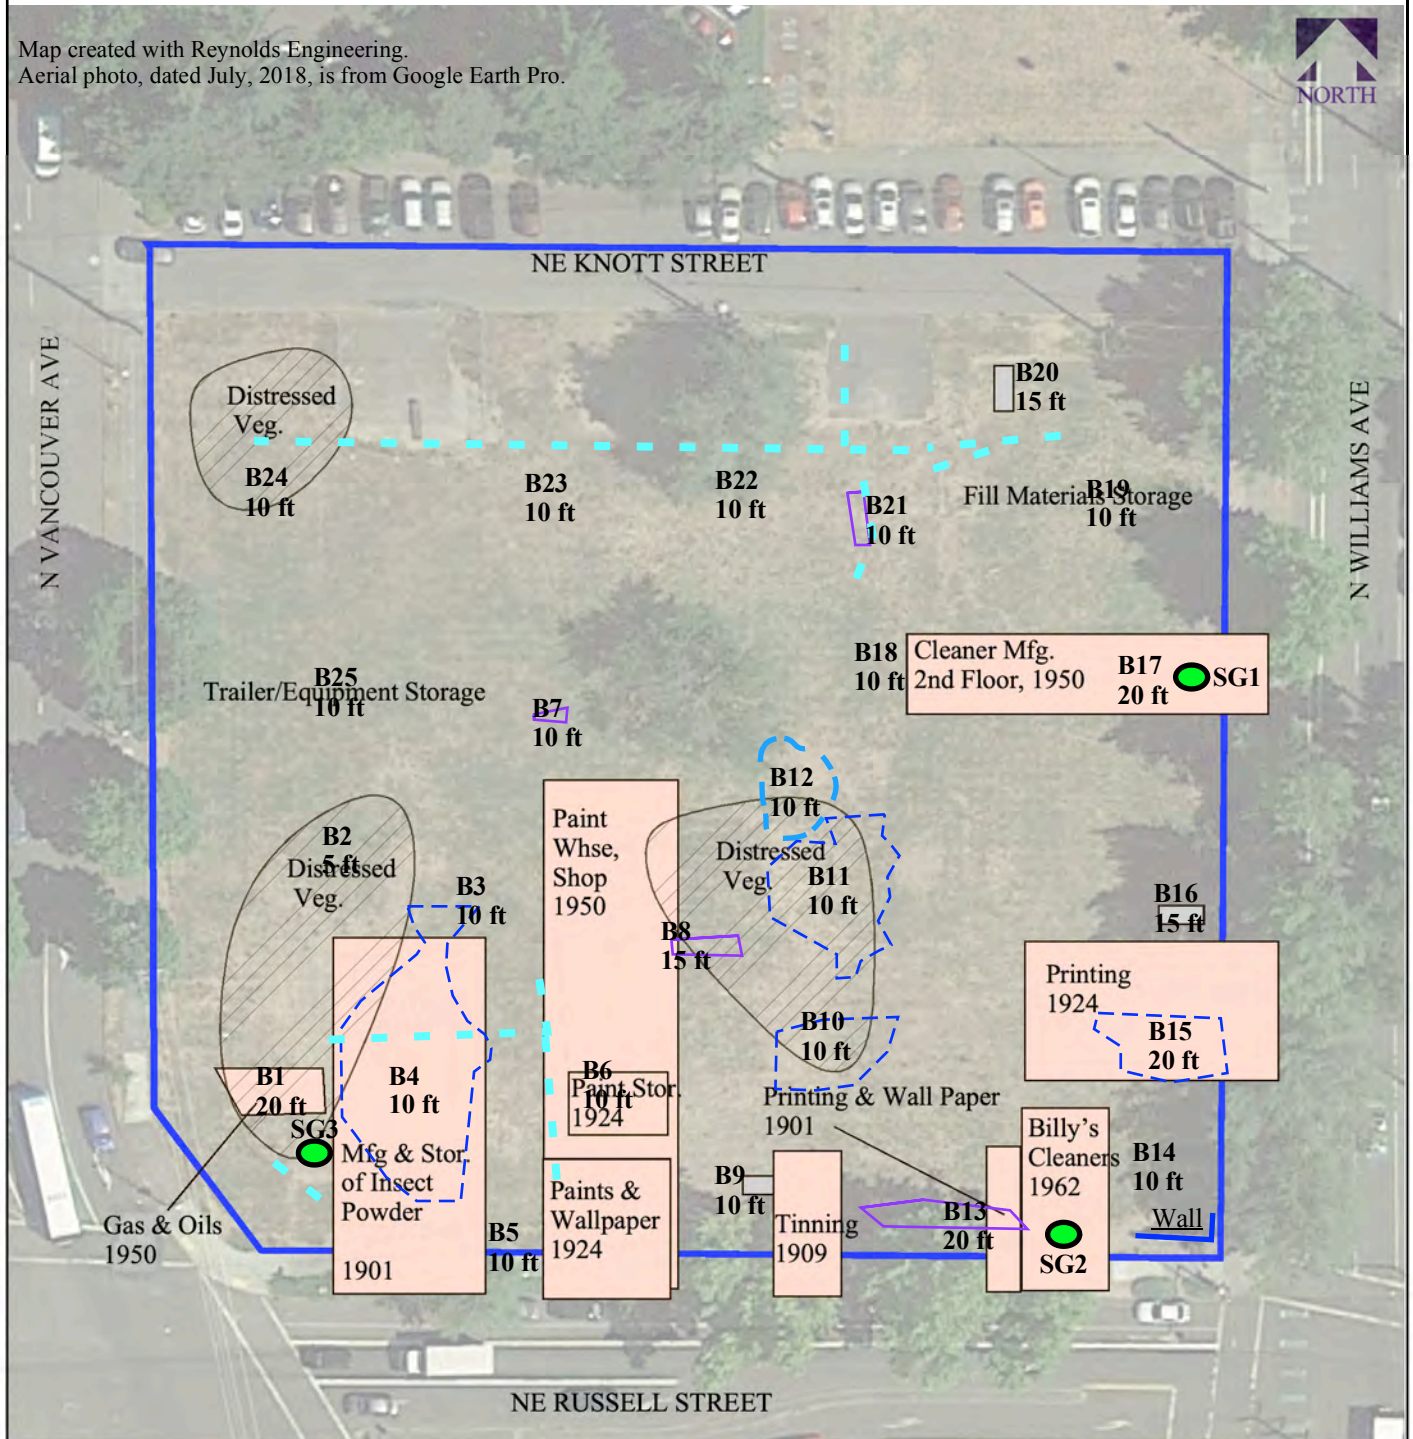 Map created with Reynolds Engineering.
Aerial photo, dated July, 2018, is from Google Earth Pro.
NORTH
NE KNOTT STREET
N VANCOUVER AVE
N WILLIAMS AVE
Distressed
Veg.
B24
10 ft
B23
10 ft
B22
10 ft
B21
10 ft
B20
15 ft
Fill Materials Storage
B19
10 ft
B18
10 ft
Cleaner Mfg.
2nd Floor, 1950
B17
20 ft
SG1
Trailer/Equipment Storage
B25
10 ft
B7
10 ft
B12
10 ft
Paint
Whse,
Shop
1950
B2
5 ft
Distressed
Veg.
B3
10 ft
Distressed
Veg.
B11
10 ft
B8
15 ft
B16
15 ft
Printing
1924
B15
20 ft
B10
10 ft
B1
20 ft
B4
10 ft
B6
10 ft
Paint Stor.
1924
Printing & Wall Paper
1901
SG3
Mfg & Stor.
of Insect
Powder
1901
Billy's
Cleaners
1962
B14
10 ft
Wall
B9
10 ft
Paints &
Wallpaper
1924
Tinning
1909
B13
20 ft
SG2
Gas & Oils
1950
B5
10 ft
NE RUSSELL STREET